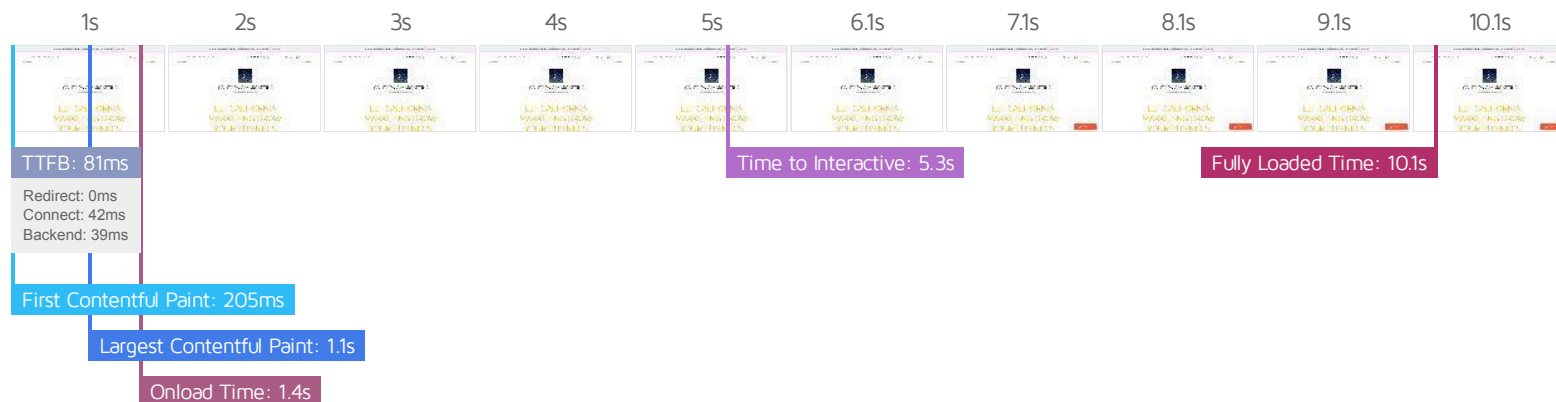 1s 2s 3s 4s 5s 6.1s 7.1s 8.1s 9.1s 10.1s
TTFB: 81ms
Time to Interactive: 5.3s
Fully Loaded Time: 10.1s
Redirect: 0ms
Connect: 42ms
Backend: 39ms
First Contentful Paint: 205ms
Largest Contentful Paint: 1.1s
Onload Time: 1.4s